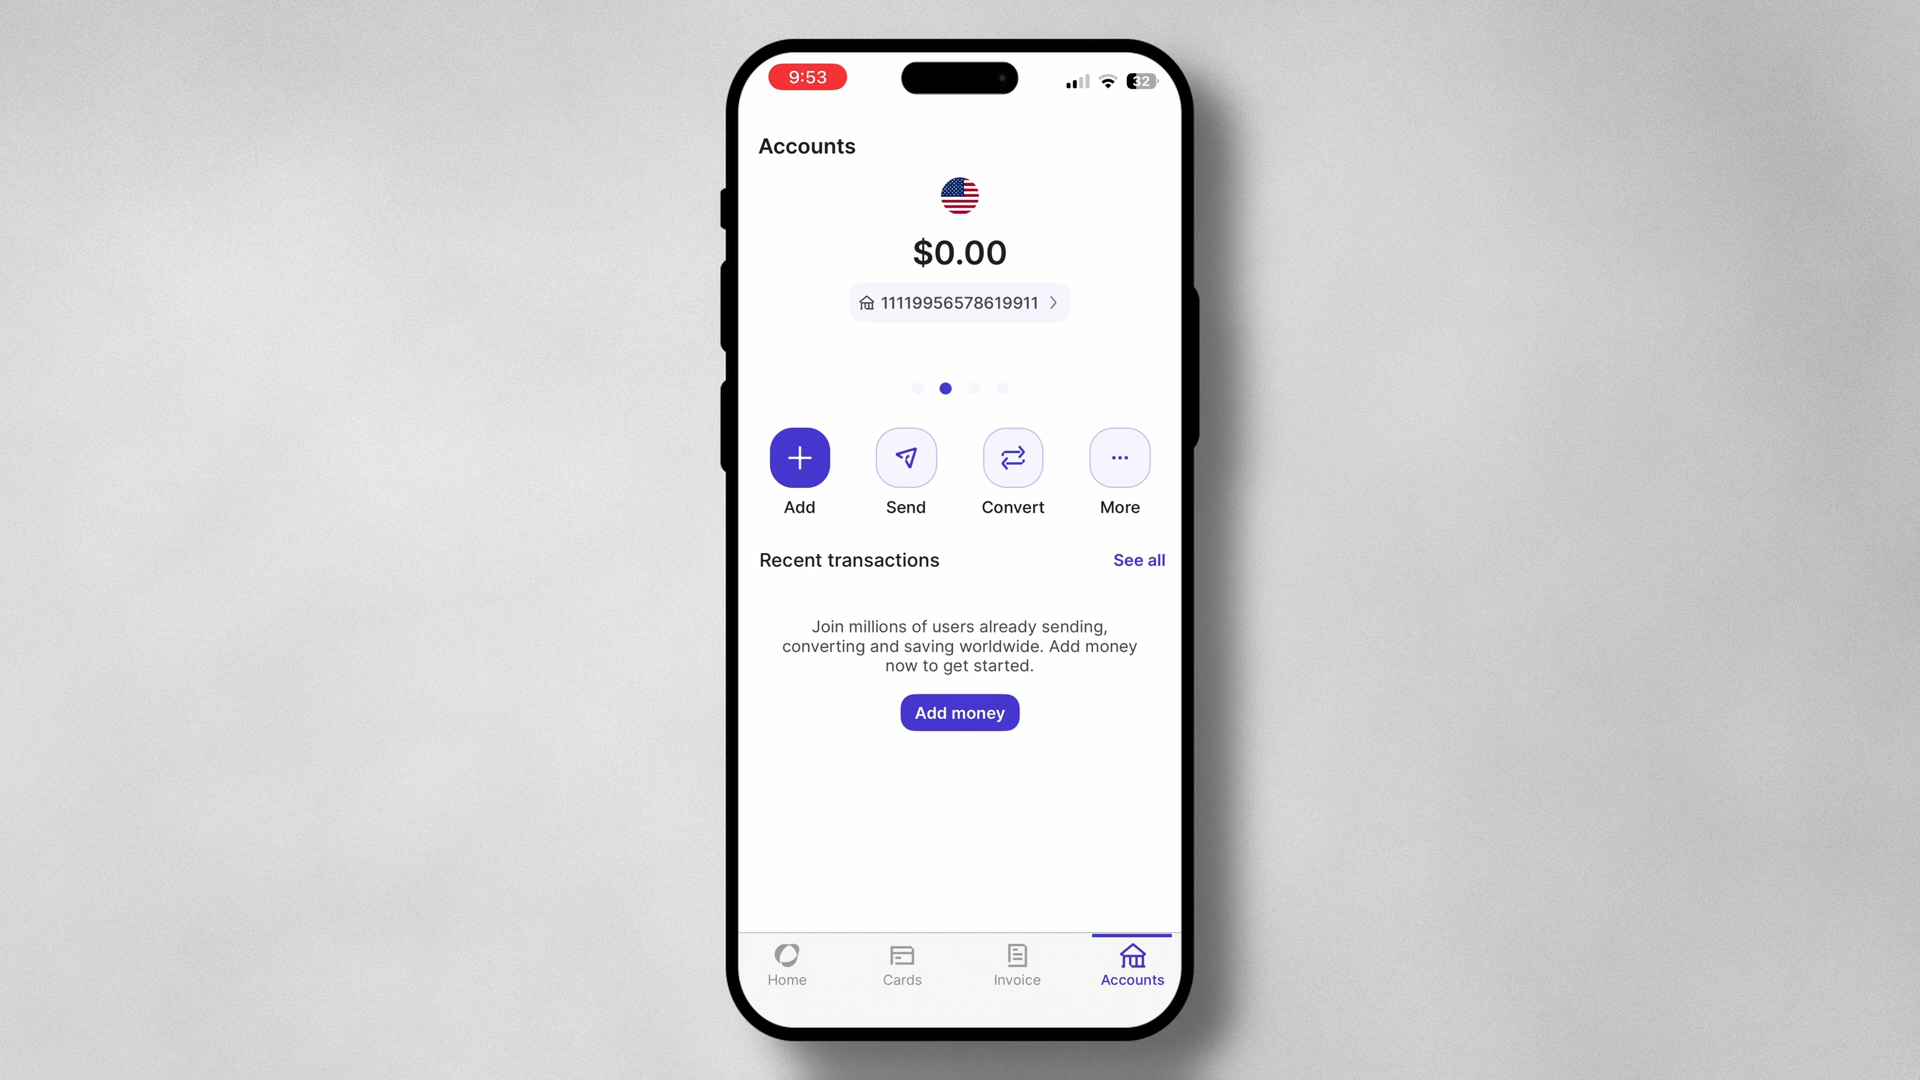 9:53
32
Accounts
$0.00
11119956578619911
Add
Send
Convert
More
Recent transactions
See all
Join millions of users already sending,
converting and saving worldwide. Add money
now to get started.
Add money
Home
Cards
Invoice
Accounts